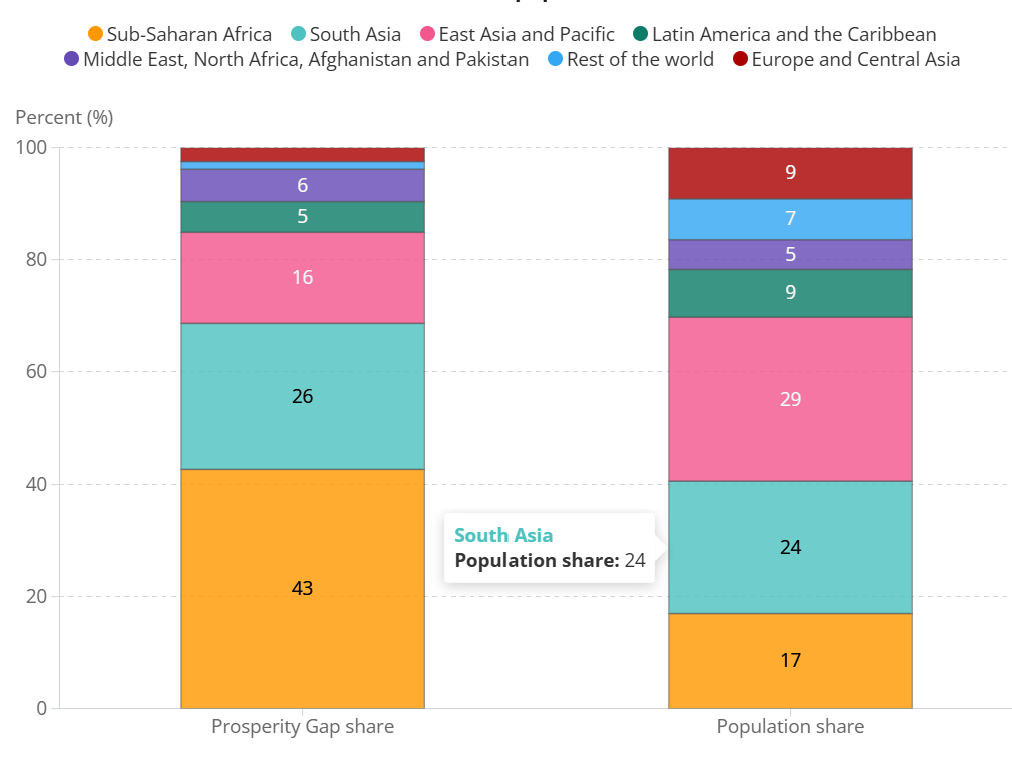 Sub-Saharan Africa South Asia East Asia and Pacific Latin America and the Caribbean
Middle East, North Africa, Afghanistan and Pakistan Rest of the world Europe and Central Asia
Percent (%)
100
80
60
40
20
0
6
5
16
26
43
9
7
5
9
29
24
17
South Asia
Population share: 24
Prosperity Gap share
Population share